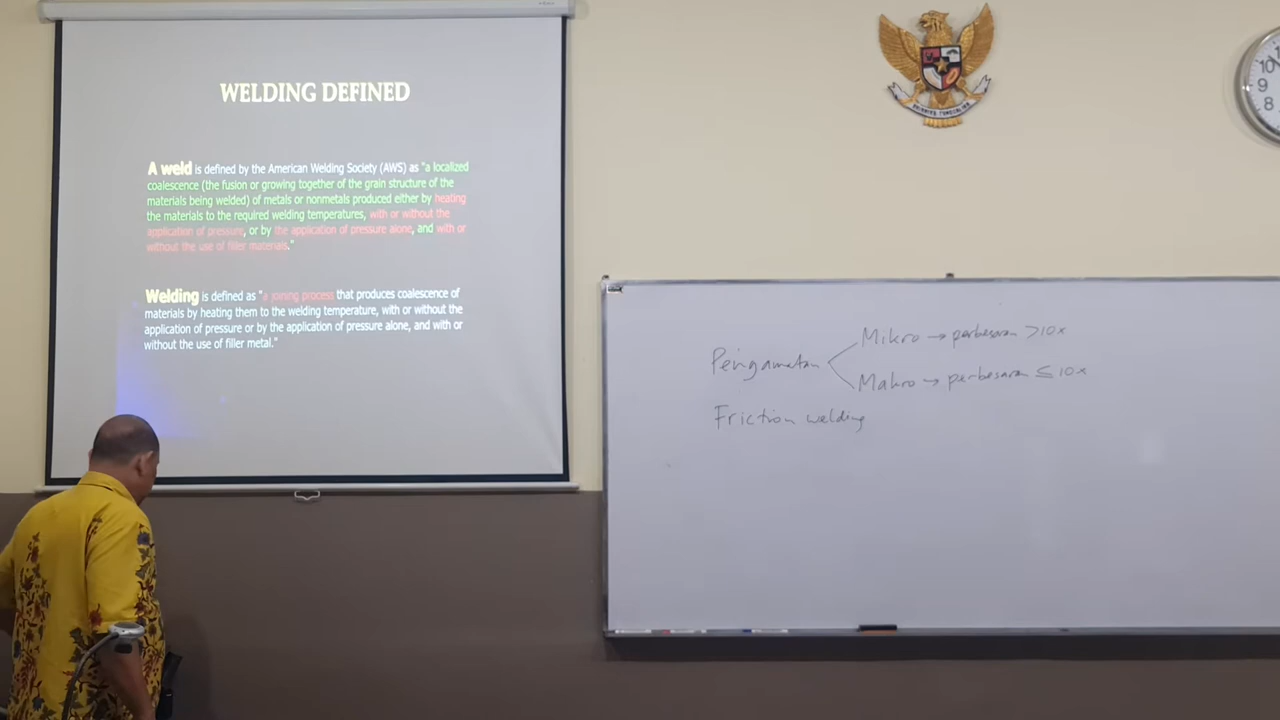 WELDING DEFINED
A weld is defined by the American Welding Society (AWS) as "a localized
coalescence (the fusion or growing together of the grain structure of the
materials being welded) of metals or nonmetals produced either by heating
the materials to the required welding temperatures, with or without the
application of pressure, or by the application of pressure alone, and with or
without the use of filler materials."
Welding is defined as "a joining process that produces coalescence of
materials by heating them to the welding temperature, with or without the
application of pressure or by the application of pressure alone, and with or
without the use of filler metal."
Pengamatan
Mikro → perbesaran >10x
Makro → perbesaran ≤ 10x
Friction welding
10
9
8